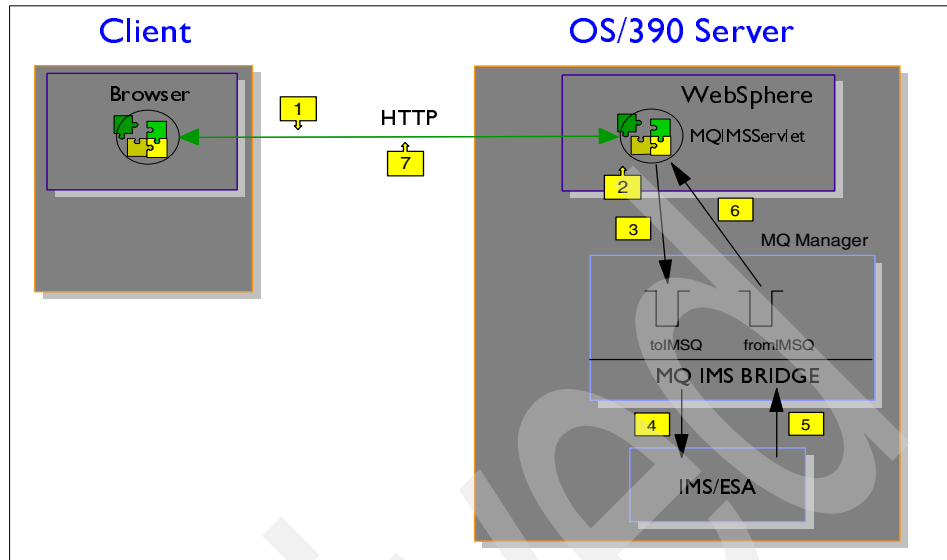 Client
OS/390 Server
Browser
1
HTTP
7
WebSphere
MQIMSServlet
2
3
6
MQ Manager
toIMSQ
fromIMSQ
MQ IMS BRIDGE
4
5
IMS/ESA